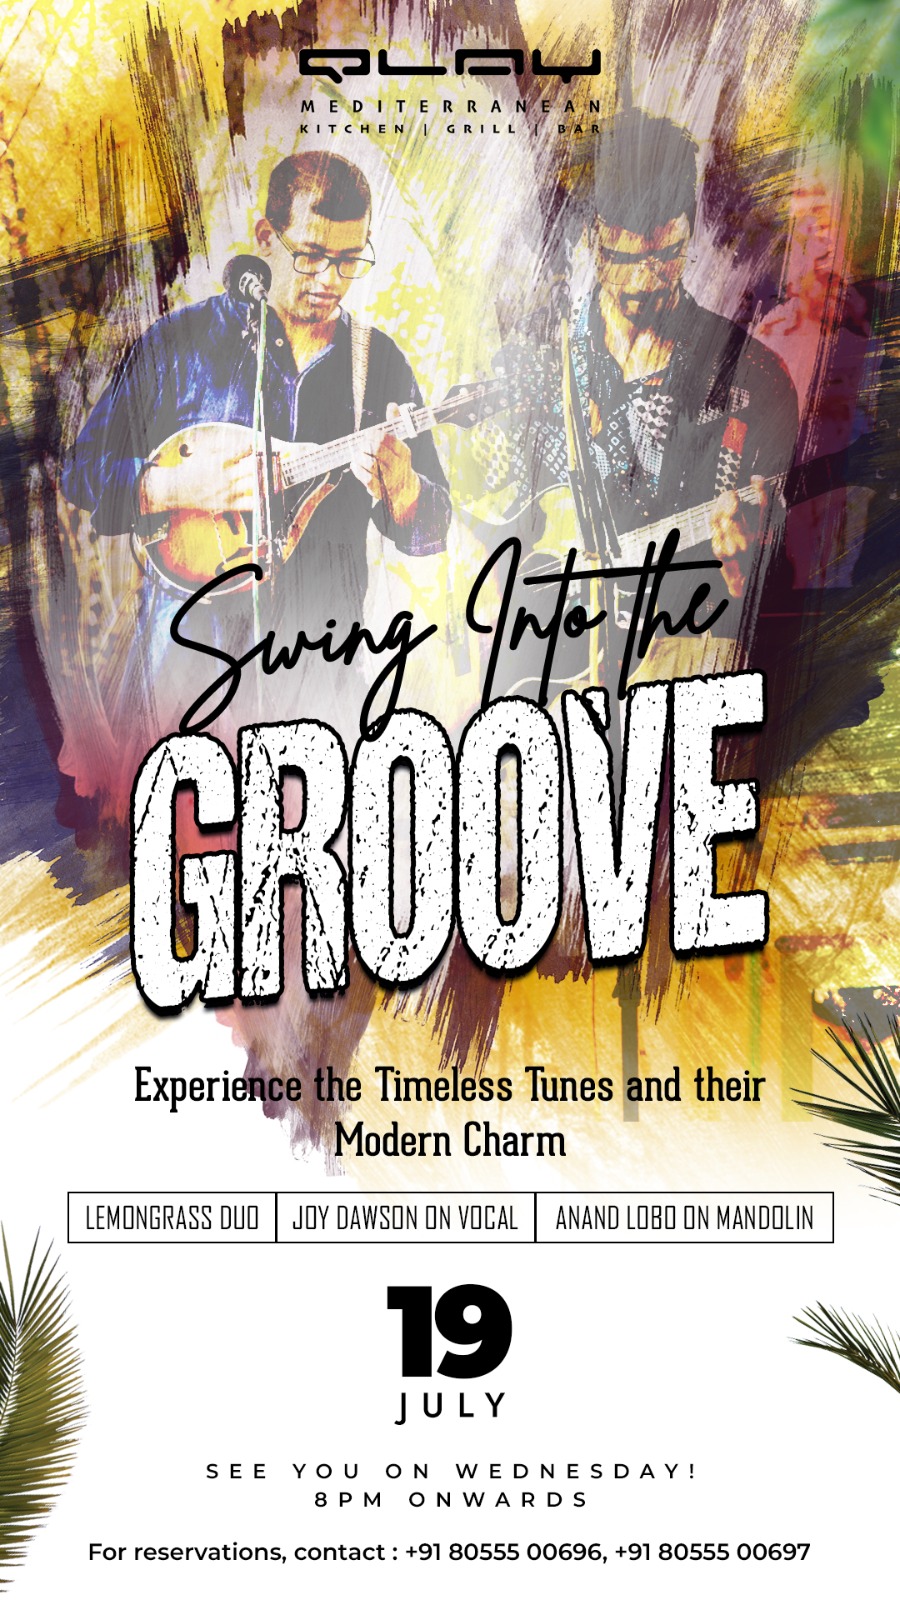 QLAY
MEDITERRANEAN
KITCHEN | GRILL | BAR
Swing Into the
GROOVE
Experience the Timeless Tunes and their
Modern Charm
LEMONGRASS DUO | JOY DAWSON ON VOCAL | ANAND LOBO ON MANDOLIN
19
JULY
SEE YOU ON WEDNESDAY!
8PM ONWARDS
For reservations, contact : +91 80555 00696, +91 80555 00697